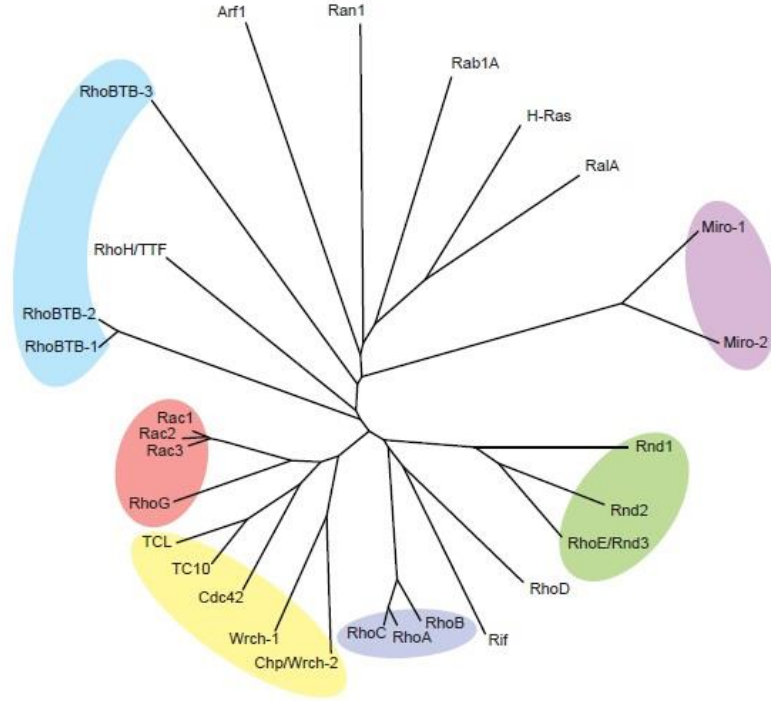 Arf1
Ran1
Rab1A
RhoBTB-3
H-Ras
RalA
Miro-1
RhoH/TTF
RhoBTB-2
Miro-2
RhoBTB-1
Rac1
Rac2
Rac3
Rnd1
RhoG
Rnd2
TCL
RhoE/Rnd3
TC10
RhoD
Cdc42
RhoB
Wrch-1
RhoC
RhoA
Rif
Chp/Wrch-2